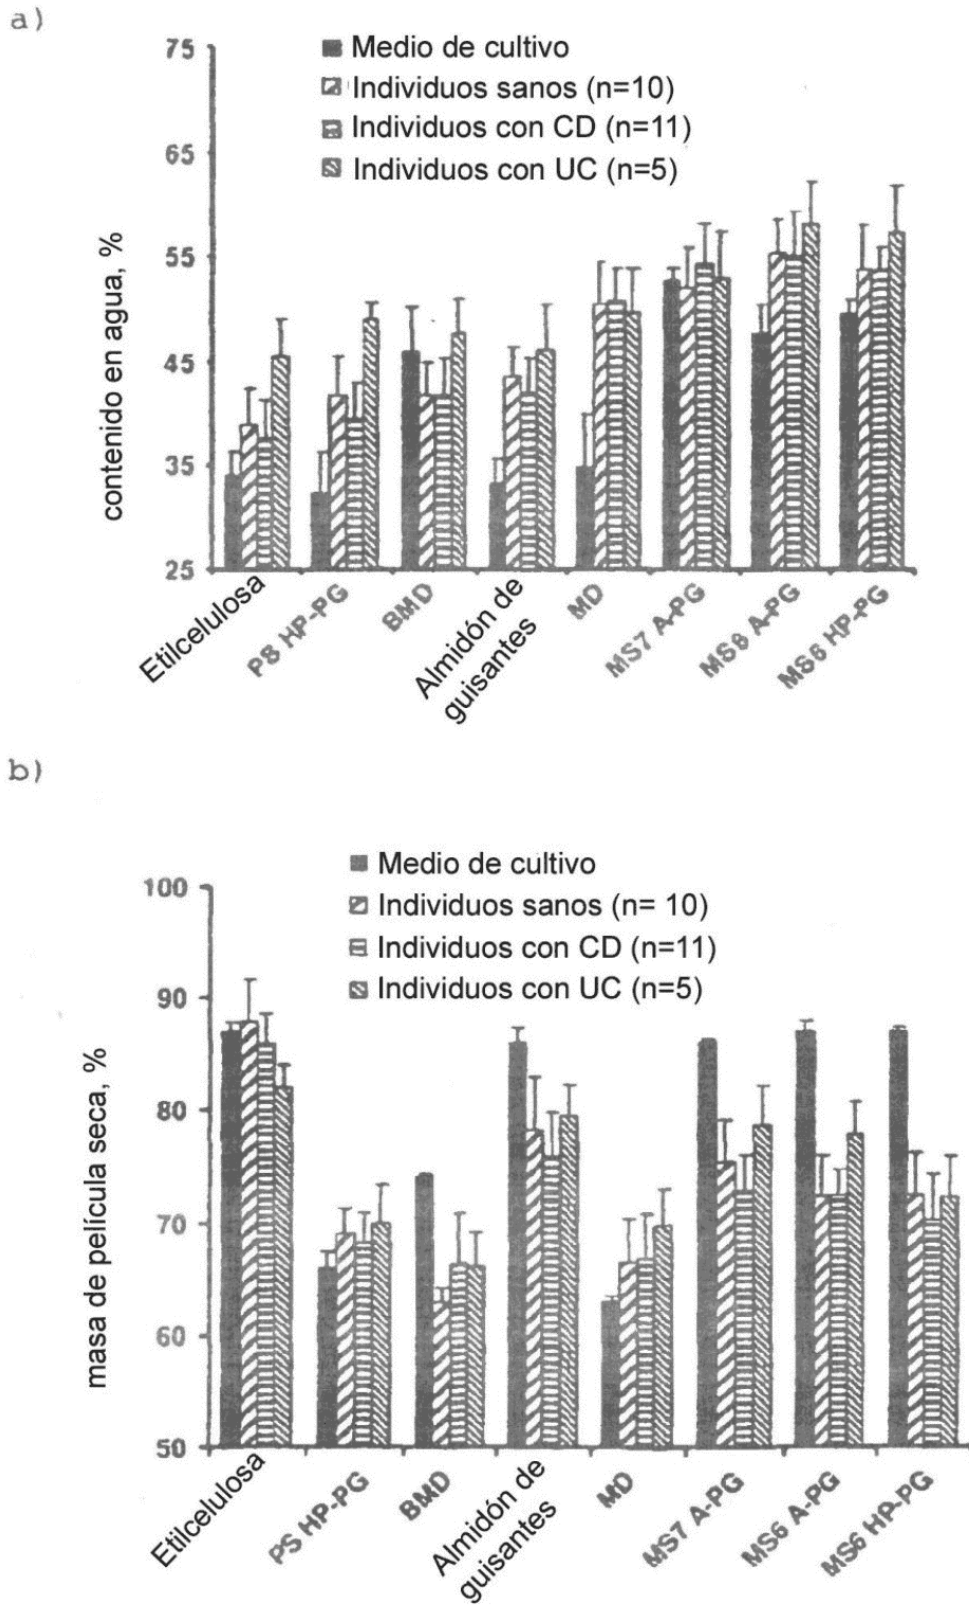 a)
75
65
55
45
35
25
contenido en agua, %
Medio de cultivo
Individuos sanos (n=10)
Individuos con CD (n=11)
Individuos con UC (n=5)
Etilcelulosa
PS HP-PG
BMD
Almidón de
guisantes
MD
MS7 A-PG
MS6 A-PG
MS6 HP-PG
b)
100
90
80
70
60
50
masa de película seca, %
Medio de cultivo
Individuos sanos (n= 10)
Individuos con CD (n=11)
Individuos con UC (n=5)
Etilcelulosa
PS HP-PG
BMD
Almidón de
guisantes
MD
MS7 A-PG
MS6 A-PG
MS6 HP-PG